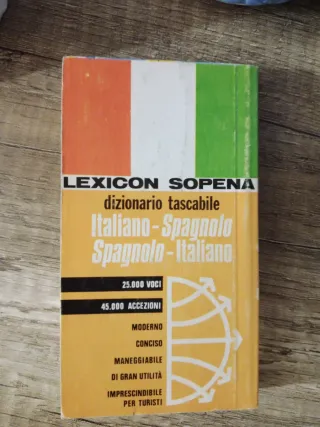 LEXICON SOPENA
dizionario tascabile
Italiano-Spagnolo
Spagnolo-Italiano
25.000 VOCI
45.000 ACCEZIONI
MODERNO
CONCISO
MANEGGIABILE
DI GRAN UTILITÀ
IMPRESCINDIBILE
PER TURISTI